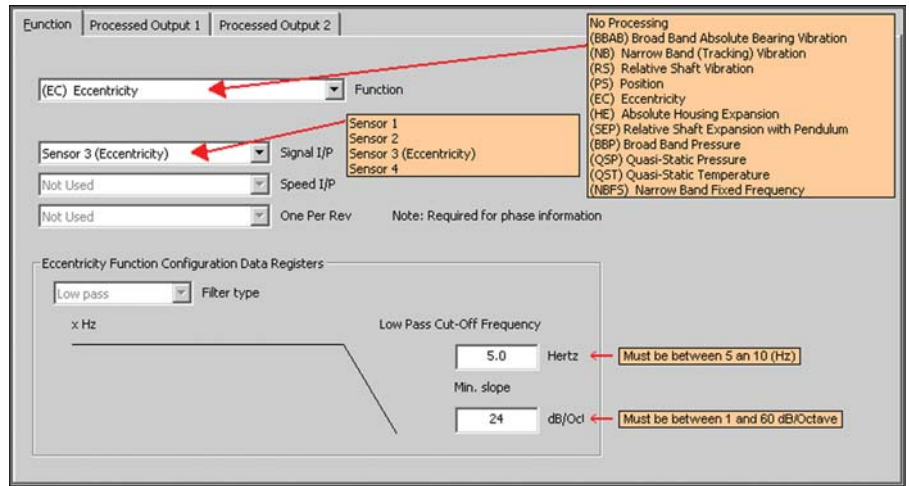 Function Processed Output 1 Processed Output 2
No Processing
(BBAB) Broad Band Absolute Bearing Vibration
(NB) Narrow Band (Tracking) Vibration
(RS) Relative Shaft Vibration
(PS) Position
(EC) Eccentricity
(HE) Absolute Housing Expansion
(SEP) Relative Shaft Expansion with Pendulum
(BBP) Broad Band Pressure
(QSP) Quasi-Static Pressure
(QST) Quasi-Static Temperature
(NBFS) Narrow Band Fixed Frequency
(EC) Eccentricity Function
Sensor 1
Sensor 2
Sensor 3 (Eccentricity)
Sensor 4
Sensor 3 (Eccentricity) Signal I/P
Not Used Speed I/P
Not Used One Per Rev Note: Required for phase information
Eccentricity Function Configuration Data Registers
Low pass Filter type
x Hz Low Pass Cut-Off Frequency
5.0 Hertz Must be between 5 an 10 (Hz)
Min. slope
24 dB/Oct Must be between 1 and 60 dB/Octave